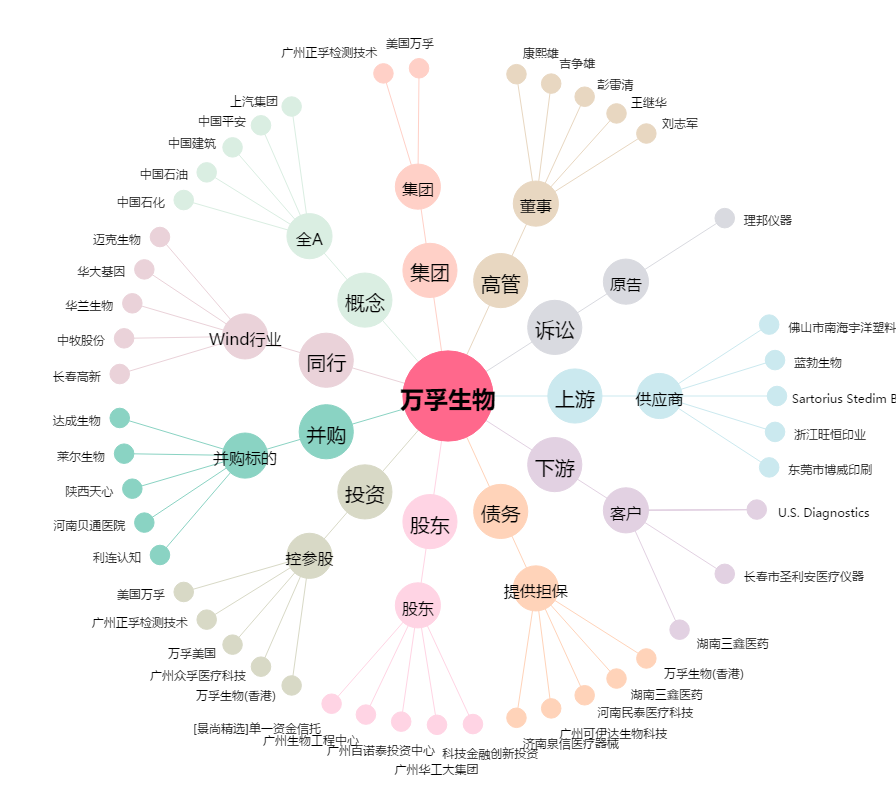 美国万孚
广州正孚检测技术
康熙雄
吉争雄
彭雷清
王继华
刘志军
上汽集团
中国平安
中国建筑
中国石油
中国石化
集团
董事
理邦仪器
全A
迈克生物
华大基因
华兰生物
中牧股份
长春高新
集团
高管
原告
概念
诉讼
Wind行业
同行
佛山市南海宇洋塑料
蓝勃生物
万孚生物
上游
供应商
Sartorius Stedim B
浙江旺恒印业
东莞市博威印刷
达成生物
莱尔生物
陕西天心
河南贝通医院
利连认知
并购
并购标的
下游
投资
股东
债务
客户
U.S. Diagnostics
长春市圣利安医疗仪器
湖南三鑫医药
控参股
美国万孚
广州正孚检测技术
万孚美国
广州众孚医疗科技
万孚生物(香港)
股东
提供担保
万孚生物(香港)
湖南三鑫医药
河南民泰医疗科技
广州可伊达生物科技
济南泉信医疗器械
[景尚精选]单一资金信托
广州生物工程中心
广州百诺泰投资中心
科技金融创新投资
广州华工大集团